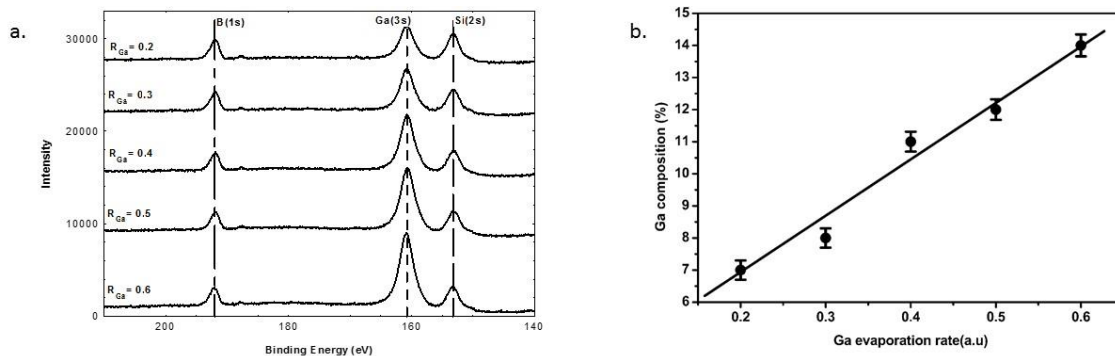 a.
B(1s)
Ga(3s)
Si(2s)
30000
20000
10000
0
Intensity
R_Ga= 0.2
R_Ga= 0.3
R_Ga= 0.4
R_Ga= 0.5
R_Ga= 0.6
200 180 160 140
Binding Energy (eV)
b.
15
14
13
12
11
10
9
8
7
6
Ga composition (%)
0.2 0.3 0.4 0.5 0.6
Ga evaporation rate(a.u)